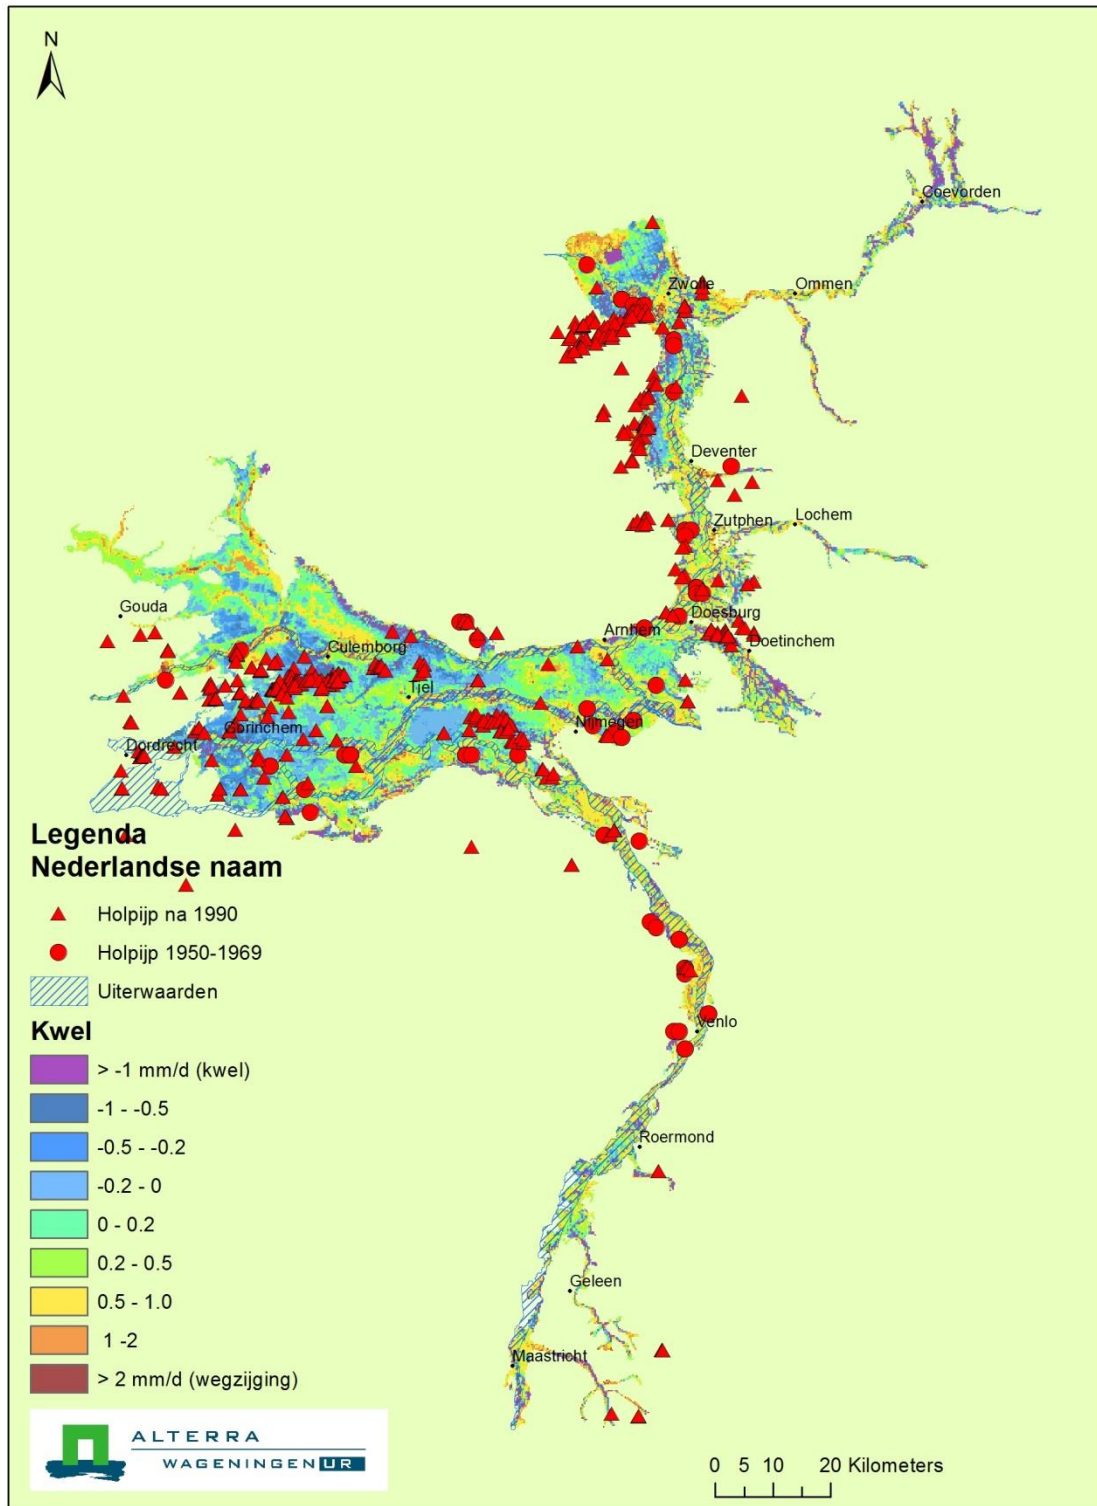 N
Coevorden
Zwolle
Ommen
Deventer
Zutphen
Lochem
Gouda
Doesburg
Arnhem
Doetinchem
Culemborg
Tiel
Gorinchem
Nijmegen
Dordrecht
Venlo
Roermond
Geleen
Maastricht
Legenda
Nederlandse naam
Holpijp na 1990
Holpijp 1950-1969
Uiterwaarden
Kwel
> -1 mm/d (kwel)
-1 - -0.5
-0.5 - -0.2
-0.2 - 0
0 - 0.2
0.2 - 0.5
0.5 - 1.0
1 -2
> 2 mm/d (wegzijging)
ALTERRA
WAGENINGEN UR
0 5 10 20 Kilometers